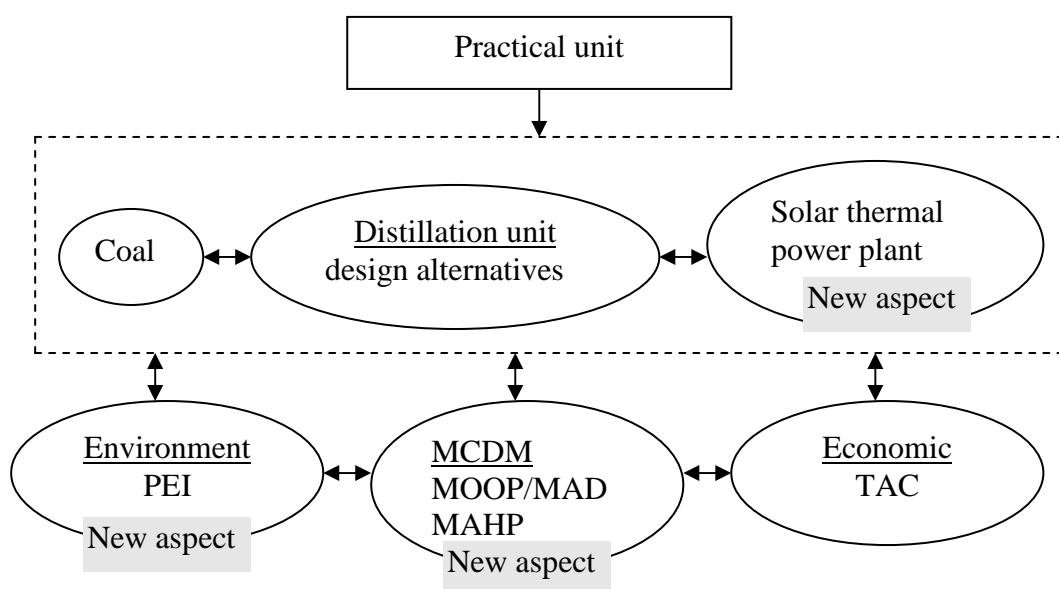 Practical unit
Coal
Distillation unit
design alternatives
Solar thermal
power plant
New aspect
Environment
PEI
New aspect
MCDM
MOOP/MAD
MAHP
New aspect
Economic
TAC